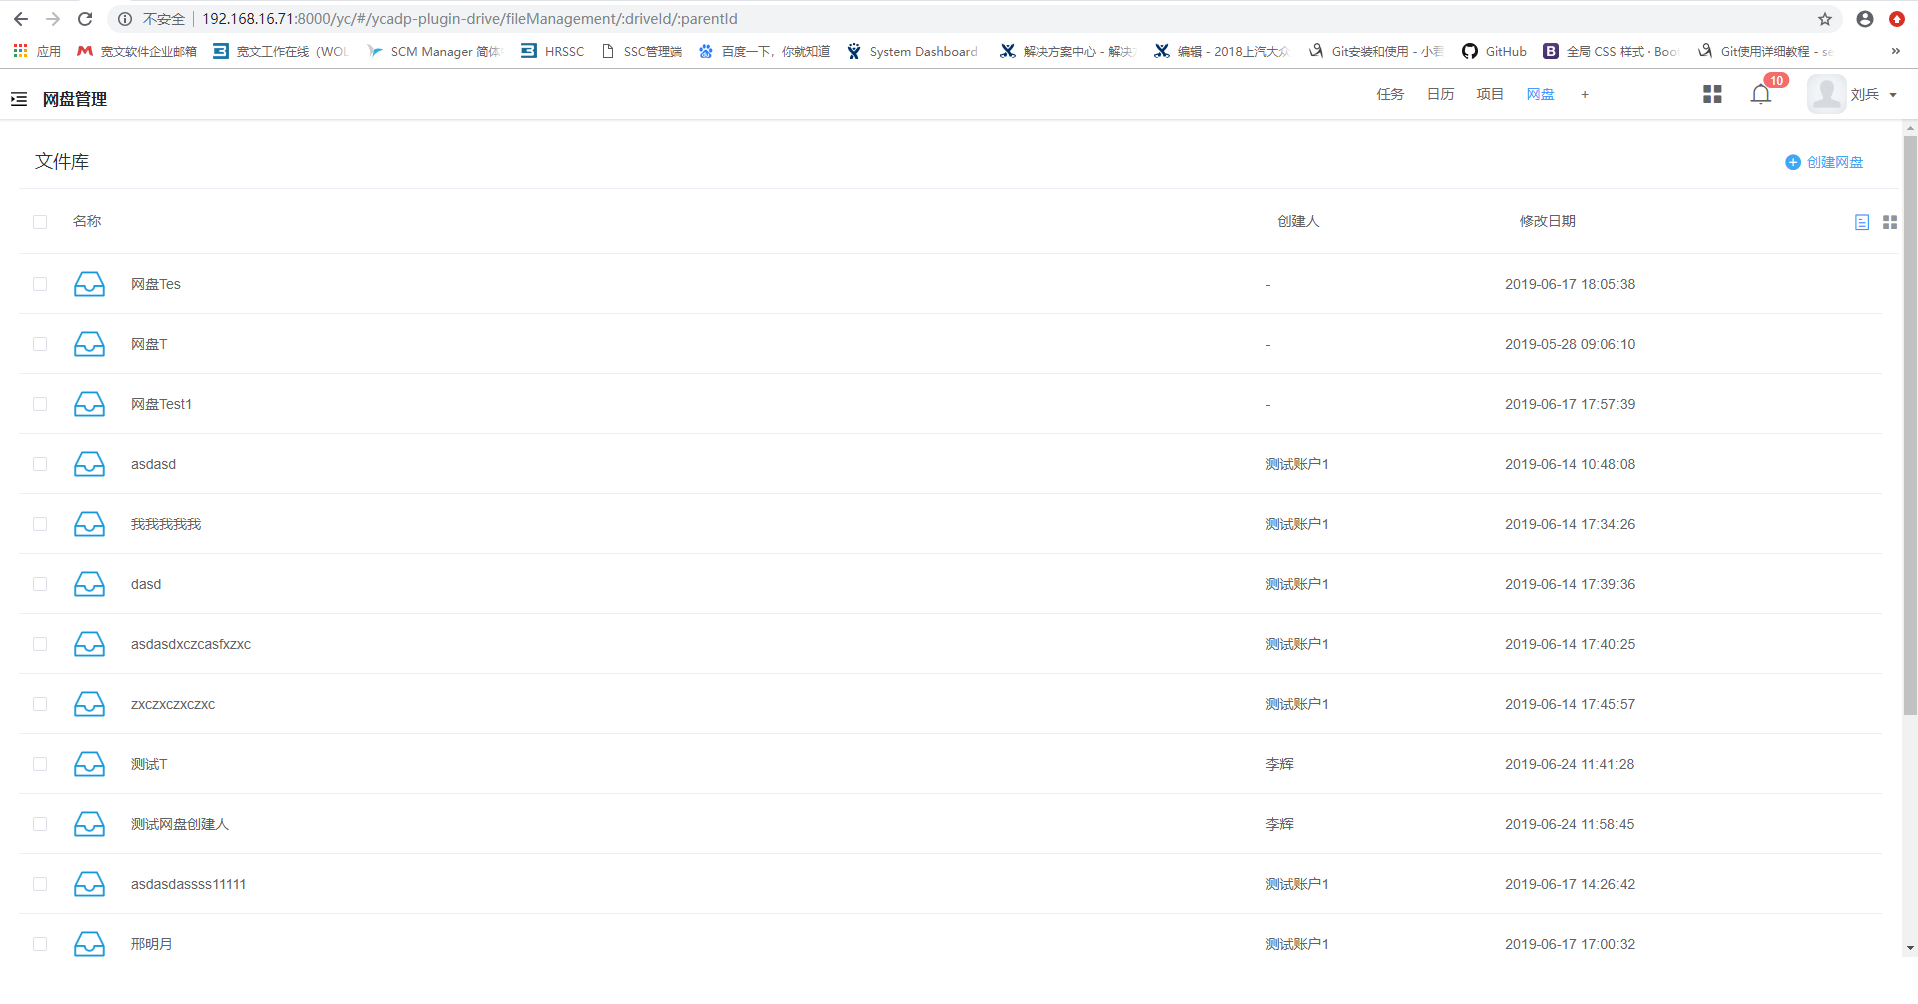 不安全 192.168.16.71:8000/yc/#/ycadp-plugin-drive/fileManagement/:driveId/:parentId
应用 宽文软件企业邮箱 宽文工作在线（WOL SCM Manager 简体 HRSSC SSC管理端 百度一下，你就知道 System Dashboard 解决方案中心 - 解决 编辑 - 2018上汽大众 Git安装和使用 - 小 GitHub 全局 CSS 样式 · Boo Git使用详细教程 - se »
网盘管理 任务 日历 项目 网盘 + 10 刘兵
文件库 创建网盘
名称 创建人 修改日期
网盘Tes - 2019-06-17 18:05:38
网盘T - 2019-05-28 09:06:10
网盘Test1 - 2019-06-17 17:57:39
asdasd 测试账户1 2019-06-14 10:48:08
我我我我我 测试账户1 2019-06-14 17:34:26
dasd 测试账户1 2019-06-14 17:39:36
asdasdxczcasfxzxc 测试账户1 2019-06-14 17:40:25
zxczxczxczxc 测试账户1 2019-06-14 17:45:57
测试T 李辉 2019-06-24 11:41:28
测试网盘创建人 李辉 2019-06-24 11:58:45
asdasdassss11111 测试账户1 2019-06-17 14:26:42
邢明月 测试账户1 2019-06-17 17:00:32